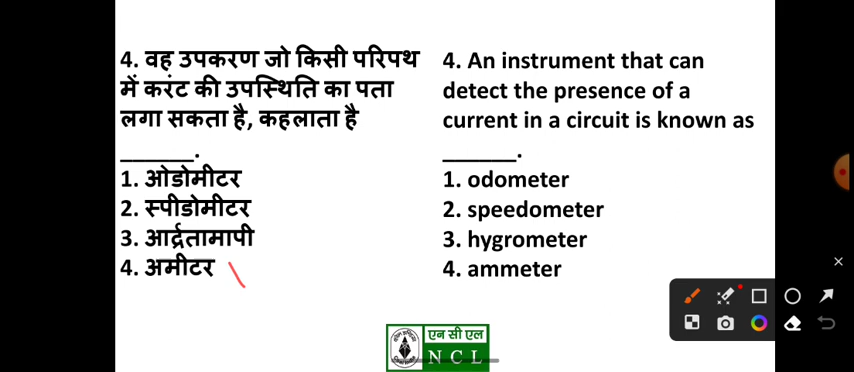 4. वह उपकरण जो किसी परिपथ
में करंट की उपस्थिति का पता
लगा सकता है, कहलाता है
______.
1. ओडोमीटर
2. स्पीडोमीटर
3. आर्द्रतामापी
4. अमीटर
4. An instrument that can
detect the presence of a
current in a circuit is known as
______.
1. odometer
2. speedometer
3. hygrometer
4. ammeter
एन सी एल
N C L